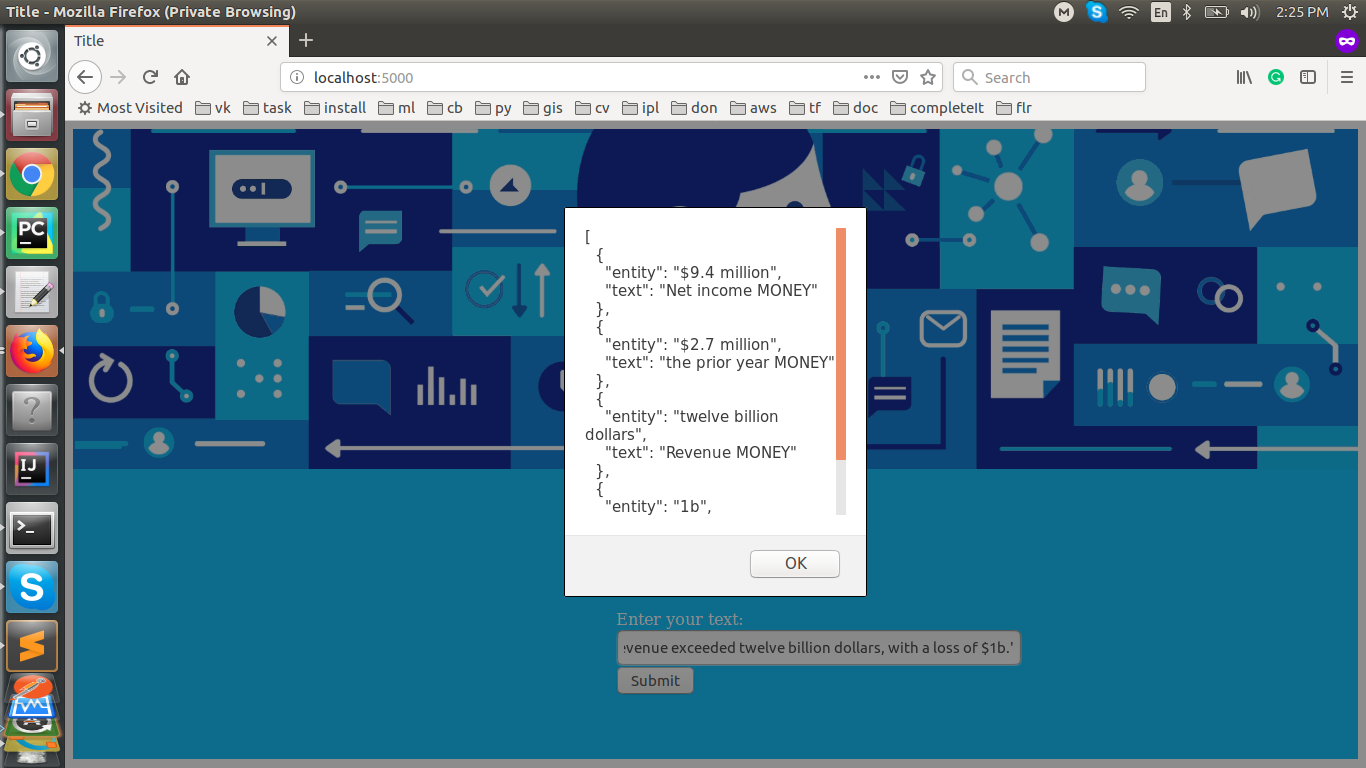 Title - Mozilla Firefox (Private Browsing)
En
2:25 PM
Title
localhost:5000
Search
Most Visited vk task install ml cb py gis cv ipl don aws tf doc completeIt flr
PC
IJ
[
{
"entity": "$9.4 million",
"text": "Net income MONEY"
},
{
"entity": "$2.7 million",
"text": "the prior year MONEY"
},
{
"entity": "twelve billion
dollars",
"text": "Revenue MONEY"
},
{
"entity": "1b",
OK
Enter your text:
exceeded twelve billion dollars, with a loss of $1b.'
Submit